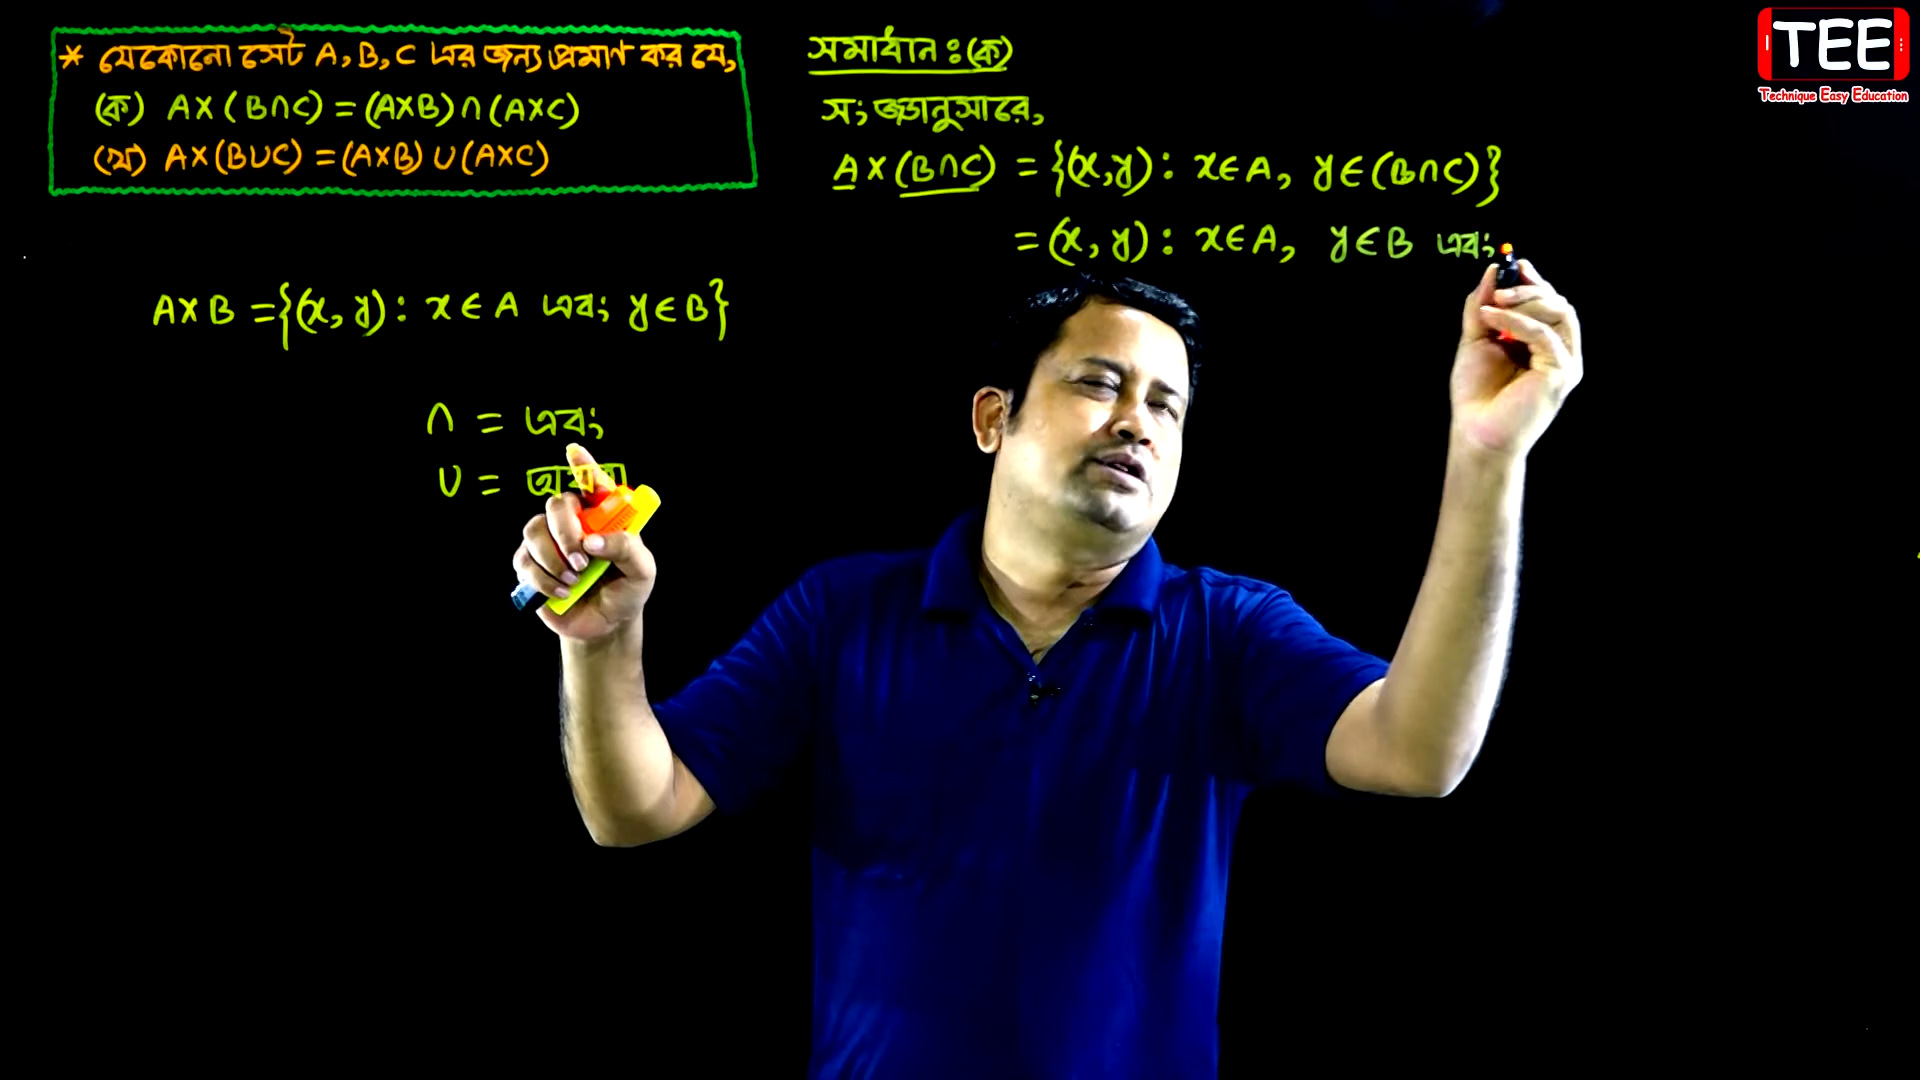 * যেকোনো সেট A, B, C এর জন্য প্রমাণ কর যে,
(ক) A×(B∩C) = (A×B)∩(A×C)
(খ) A×(B∪C) = (A×B)∪(A×C)
A×B = {(x, y): x∈A এবং y∈B}
∩ = এবং
∪ = অথবা
সমাধান: (ক)
সংজ্ঞানুসারে,
A×(B∩C) = {(x,y): x∈A, y∈(B∩C)}
= (x, y): x∈A, y∈B এবং
TEE
Technique Easy Education